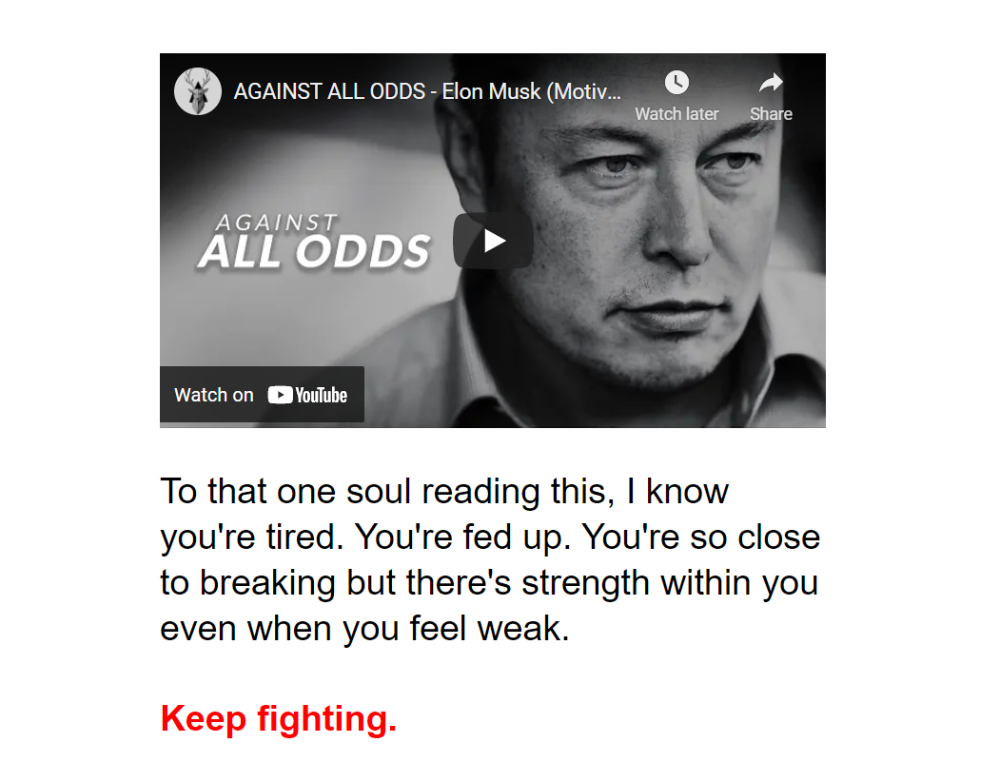 AGAINST ALL ODDS - Elon Musk (Motiv...
Watch later
Share
AGAINST
ALL ODDS
Watch on YouTube
To that one soul reading this, I know
you're tired. You're fed up. You're so close
to breaking but there's strength within you
even when you feel weak.
Keep fighting.